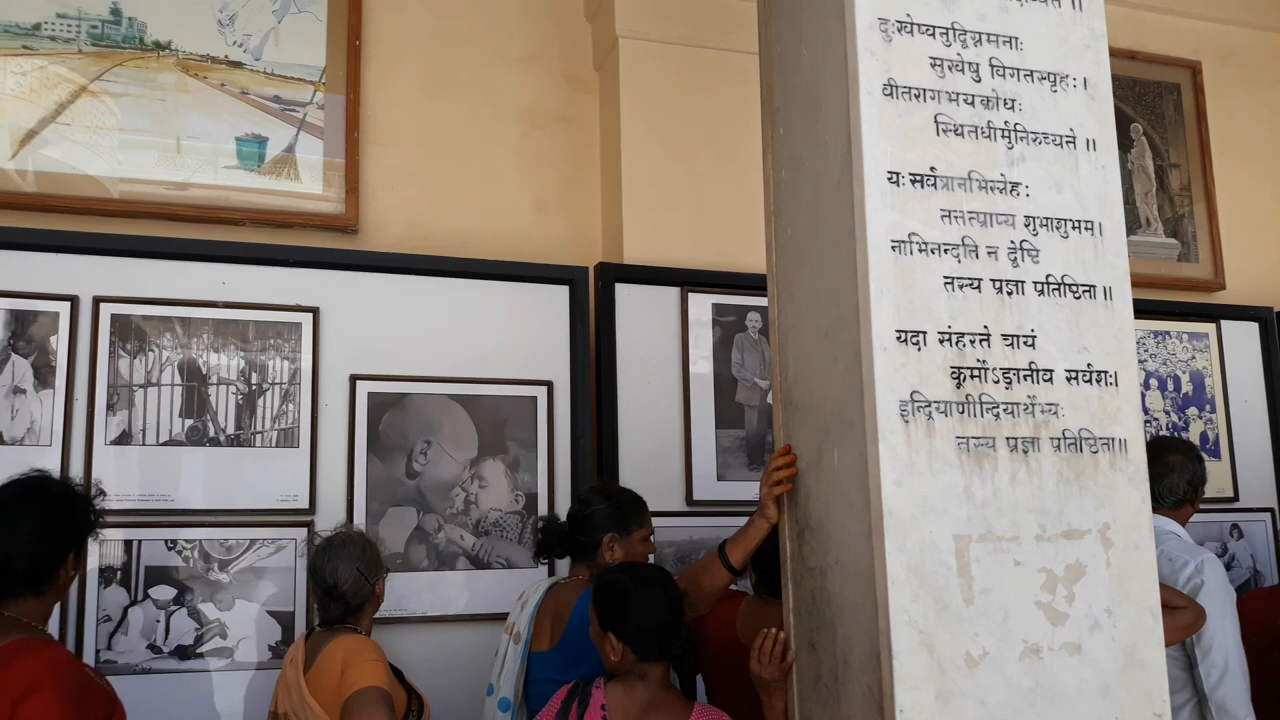 दुःखेष्वनुद्विग्नमनाः
सुखेषु विगतस्पृहः।
वीतरागभयक्रोधः
स्थितधीर्मुनिरुच्यते ॥
यः सर्वत्रानभिस्नेहः
तत्तत्प्राप्य शुभाशुभम्।
नाभिनन्दति न द्वेष्टि
तस्य प्रज्ञा प्रतिष्ठिता॥
यदा संहरते चायं
कूर्मोऽङ्गानीव सर्वशः।
इन्द्रियाणीन्द्रियार्थेभ्यः
तस्य प्रज्ञा प्रतिष्ठिता॥